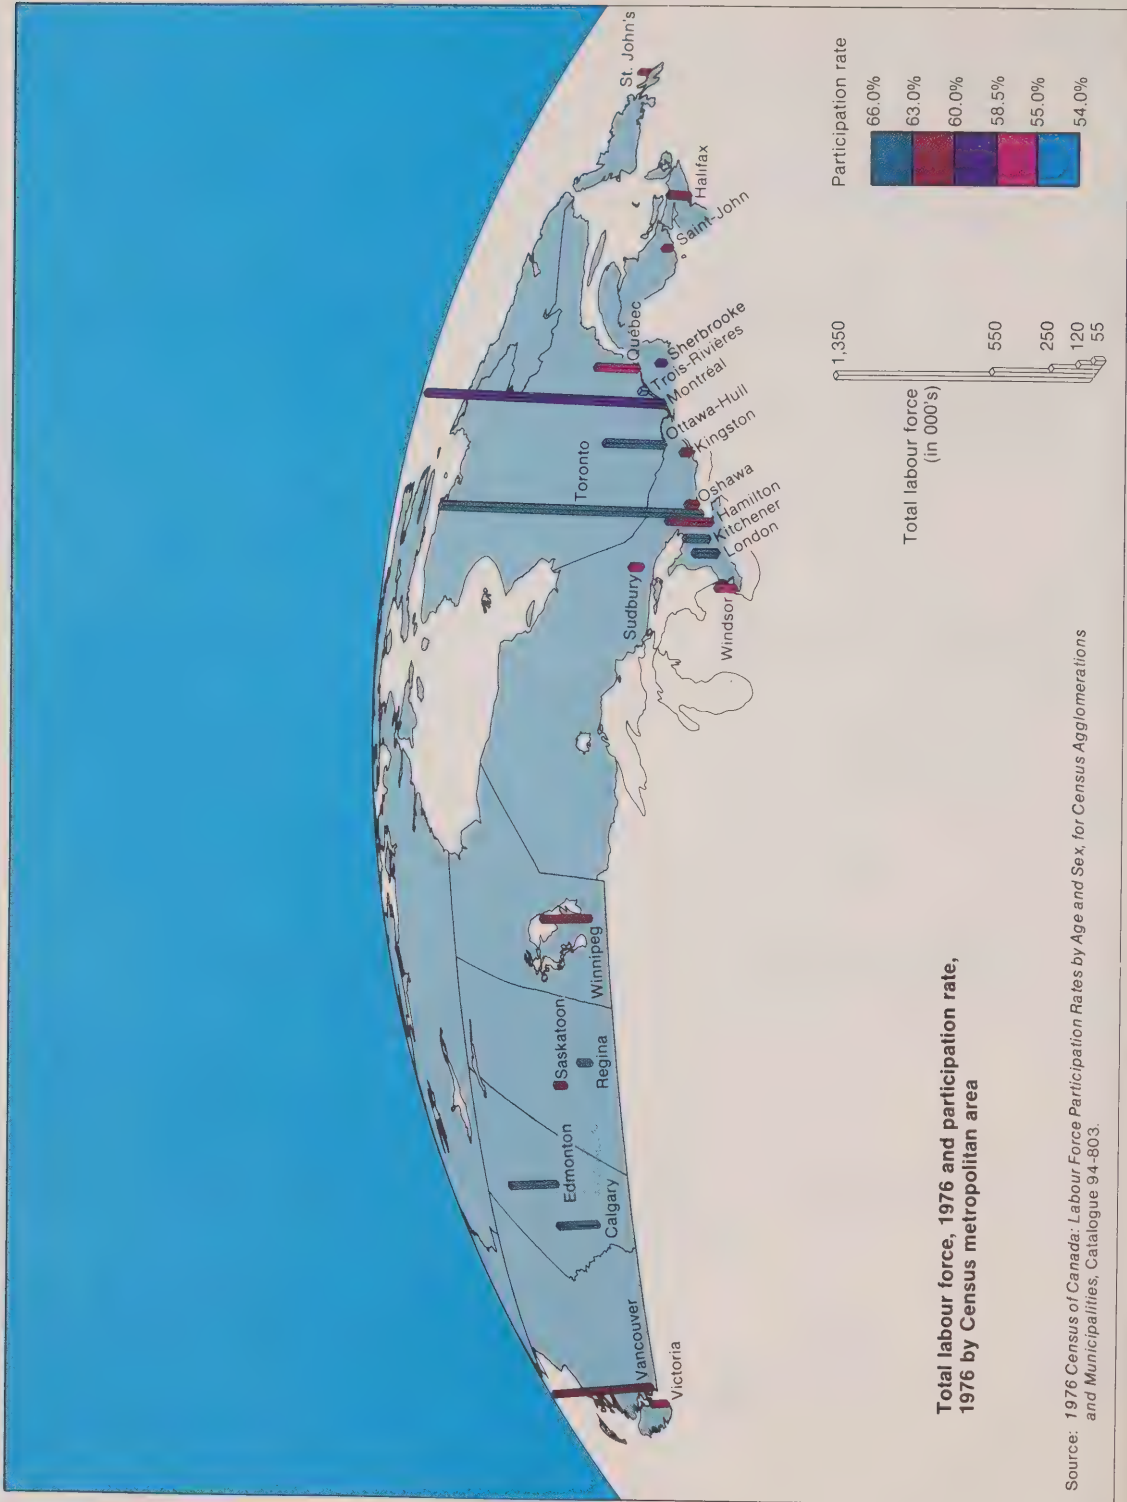 St. John's
Halifax
Saint-John
Québec
Sherbrooke
Trois-Rivières
Montréal
Ottawa-Hull
Kingston
Toronto
Oshawa
Hamilton
Kitchener
London
Sudbury
Windsor
Winnipeg
Saskatoon
Regina
Edmonton
Calgary
Vancouver
Victoria
Participation rate
66.0%
63.0%
60.0%
58.5%
55.0%
54.0%
Total labour force
(in 000's)
1,350
550
250
120
55
Total labour force, 1976 and participation rate,
1976 by Census metropolitan area
Source: 1976 Census of Canada: Labour Force Participation Rates by Age and Sex, for Census Agglomerations
and Municipalities, Catalogue 94-803.